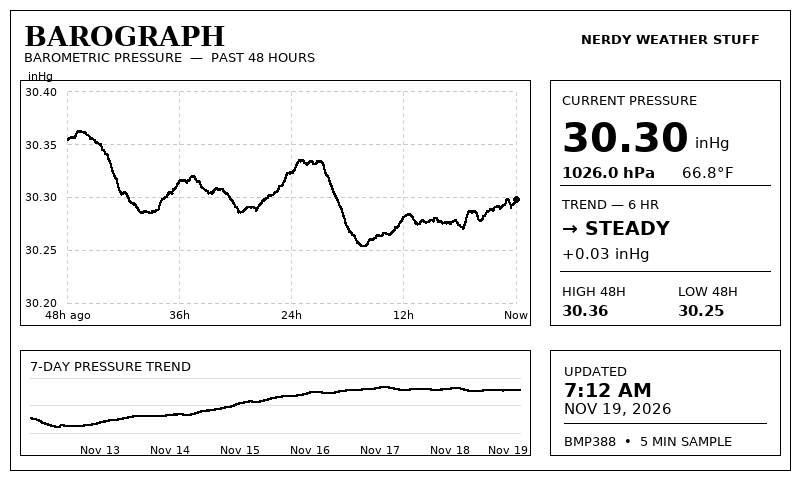 BAROGRAPH
BAROMETRIC PRESSURE — PAST 48 HOURS
NERDY WEATHER STUFF
inHg
30.40
30.35
30.30
30.25
30.20
48h ago 36h 24h 12h Now
CURRENT PRESSURE
30.30 inHg
1026.0 hPa 66.8°F
TREND — 6 HR
→ STEADY
+0.03 inHg
HIGH 48H LOW 48H
30.36 30.25
7-DAY PRESSURE TREND
Nov 13 Nov 14 Nov 15 Nov 16 Nov 17 Nov 18 Nov 19
UPDATED
7:12 AM
NOV 19, 2026
BMP388 • 5 MIN SAMPLE